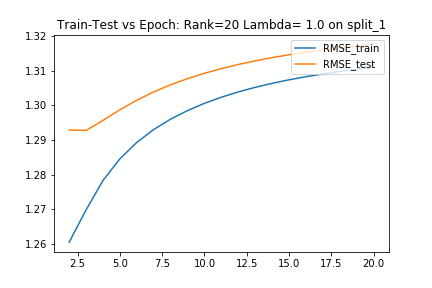 Train-Test vs Epoch: Rank=20 Lambda= 1.0 on split_1
1.32
1.31
1.30
1.29
1.28
1.27
1.26
RMSE_train
RMSE_test
2.5 5.0 7.5 10.0 12.5 15.0 17.5 20.0